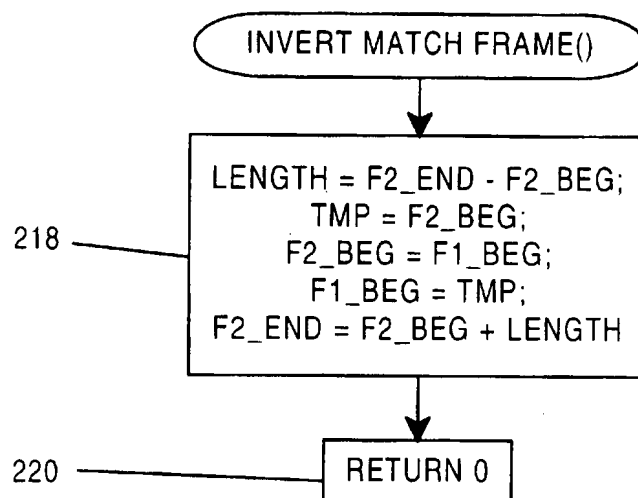 INVERT MATCH FRAME()
LENGTH = F2_END - F2_BEG;
TMP = F2_BEG;
F2_BEG = F1_BEG;
F1_BEG = TMP;
F2_END = F2_BEG + LENGTH
218
RETURN 0
220